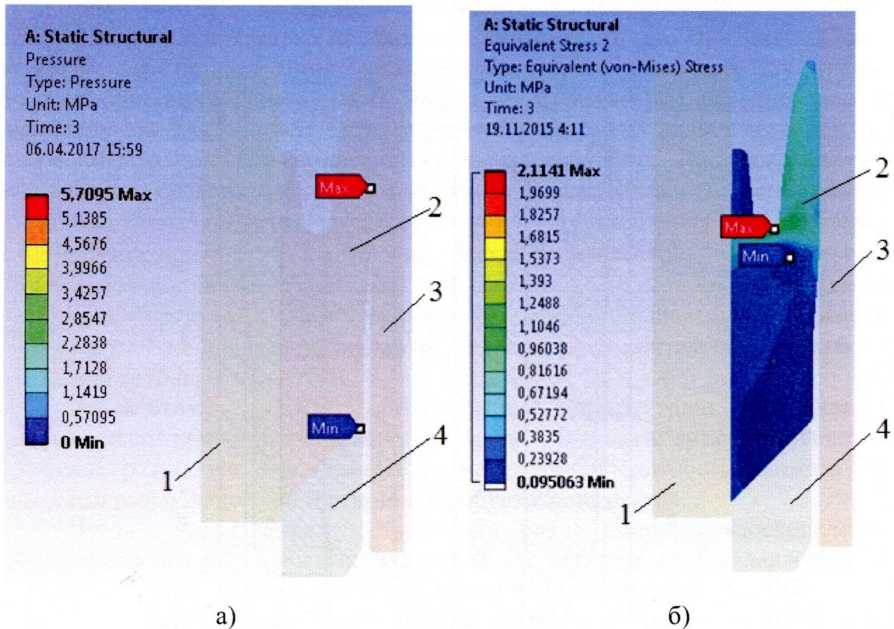 A: Static Structural
Pressure
Type: Pressure
Unit: MPa
Time: 3
06.04.2017 15:59
5,7095 Max
5,1385
4,5676
3,9966
3,4257
2,8547
2,2838
1,7128
1,1419
0,57095
0 Min
Max
Min
1
2
3
4
а)
A: Static Structural
Equivalent Stress 2
Type: Equivalent (von-Mises) Stress
Unit: MPa
Time: 3
19.11.2015 4:11
2,1141 Max
1,9699
1,8257
1,6815
1,5373
1,393
1,2488
1,1046
0,96038
0,81616
0,67194
0,52772
0,3835
0,23928
0,095063 Min
Max
Min
1
2
3
4
б)